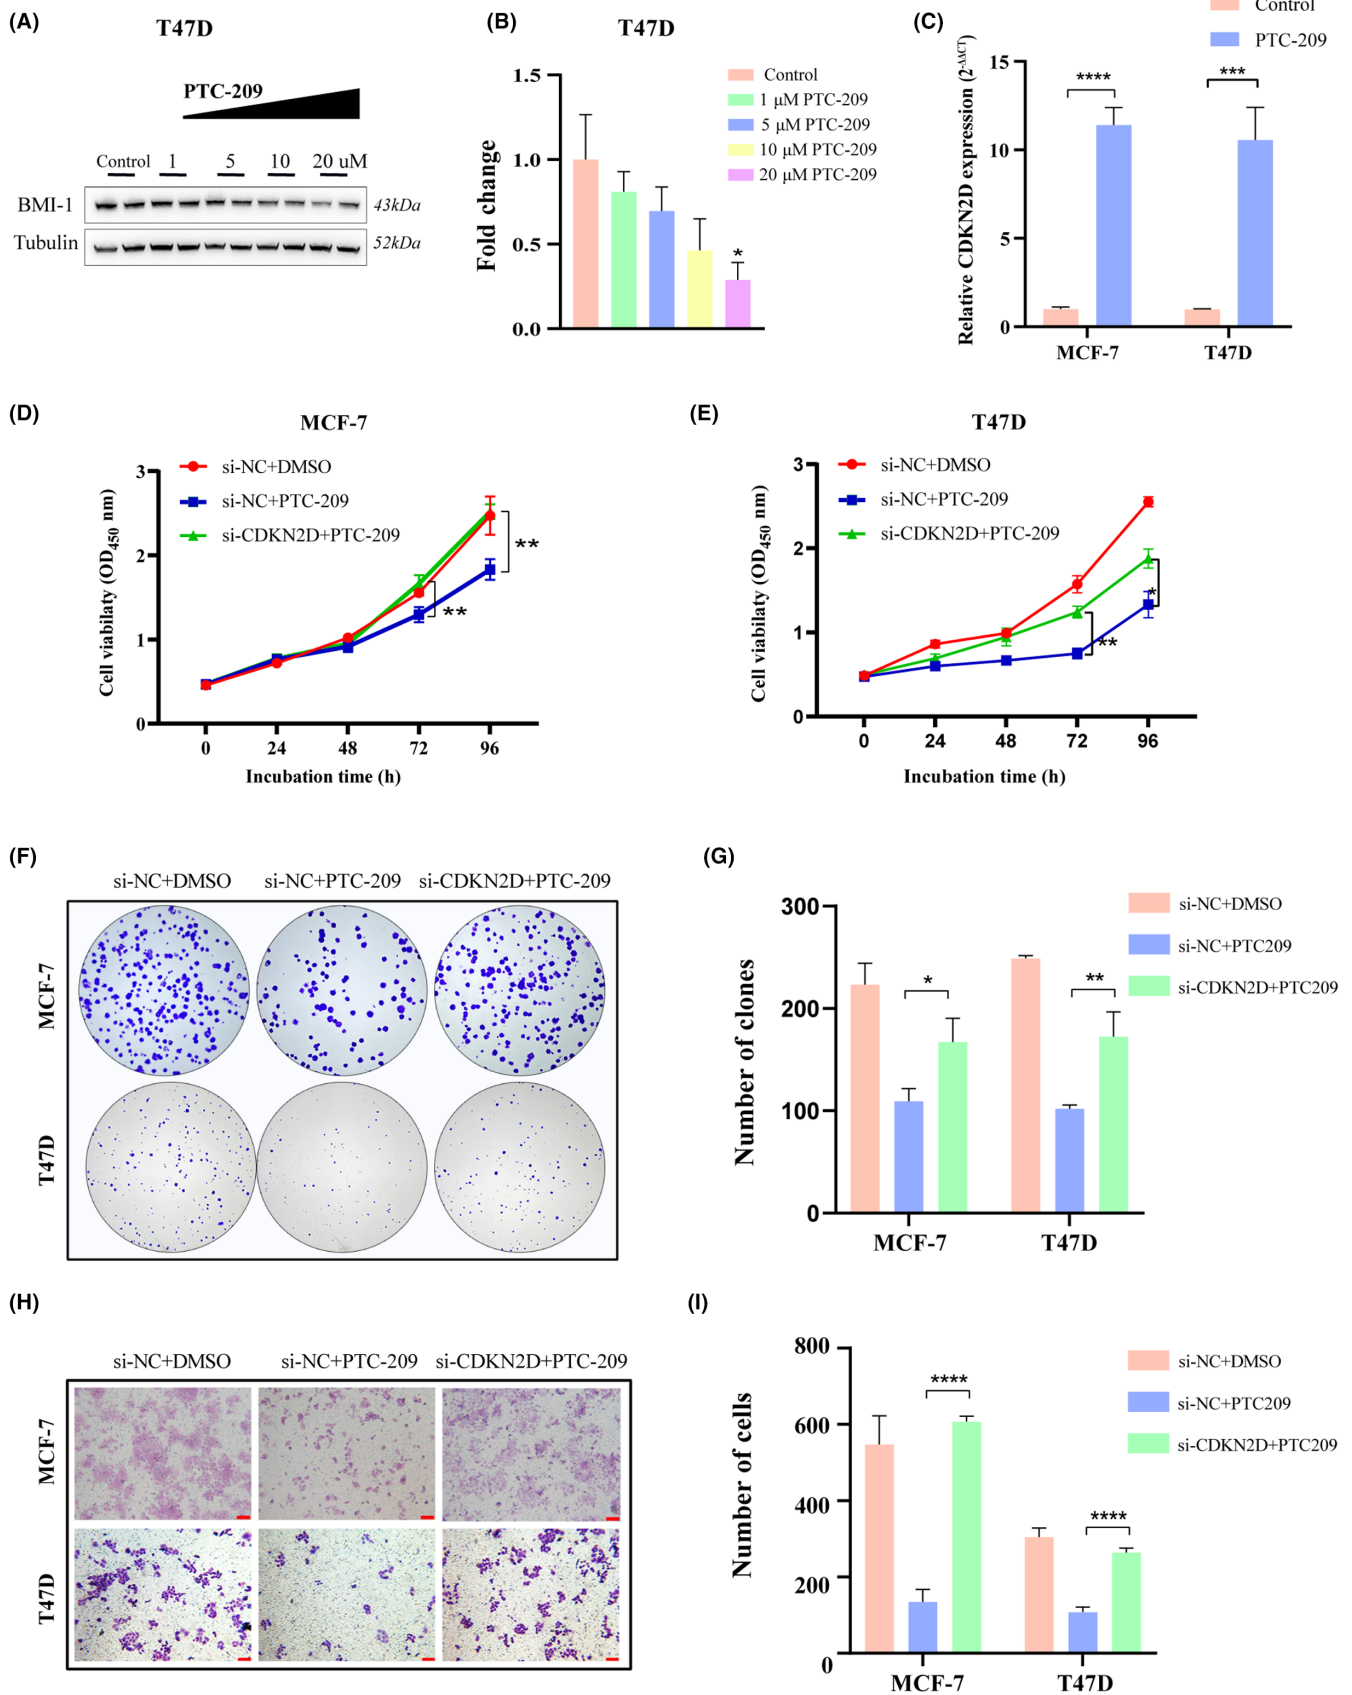 (A)
T47D
PTC-209
Control 1 5 10 20 uM
BMI-1 43kDa
Tubulin 52kDa
(B)
T47D
Fold change
1.5
1.0
0.5
0.0
Control
1 μM PTC-209
5 μM PTC-209
10 μM PTC-209
20 μM PTC-209
*
(C)
Control
PTC-209
Relative CDKN2D expression (2-ΔΔCT)
15
10
5
0
****
***
MCF-7 T47D
(D)
MCF-7
si-NC+DMSO
si-NC+PTC-209
si-CDKN2D+PTC-209
Cell viabilaty (OD450 nm)
3
2
1
0
**
**
0 24 48 72 96
Incubation time (h)
(E)
T47D
si-NC+DMSO
si-NC+PTC-209
si-CDKN2D+PTC-209
Cell viabilaty (OD450 nm)
3
2
1
0
*
**
0 24 48 72 96
Incubation time (h)
(F)
si-NC+DMSO si-NC+PTC-209 si-CDKN2D+PTC-209
MCF-7
T47D
(G)
Number of clones
300
200
100
0
*
**
MCF-7 T47D
si-NC+DMSO
si-NC+PTC209
si-CDKN2D+PTC209
(H)
si-NC+DMSO si-NC+PTC-209 si-CDKN2D+PTC-209
MCF-7
T47D
(I)
Number of cells
800
600
400
200
0
****
****
MCF-7 T47D
si-NC+DMSO
si-NC+PTC209
si-CDKN2D+PTC209